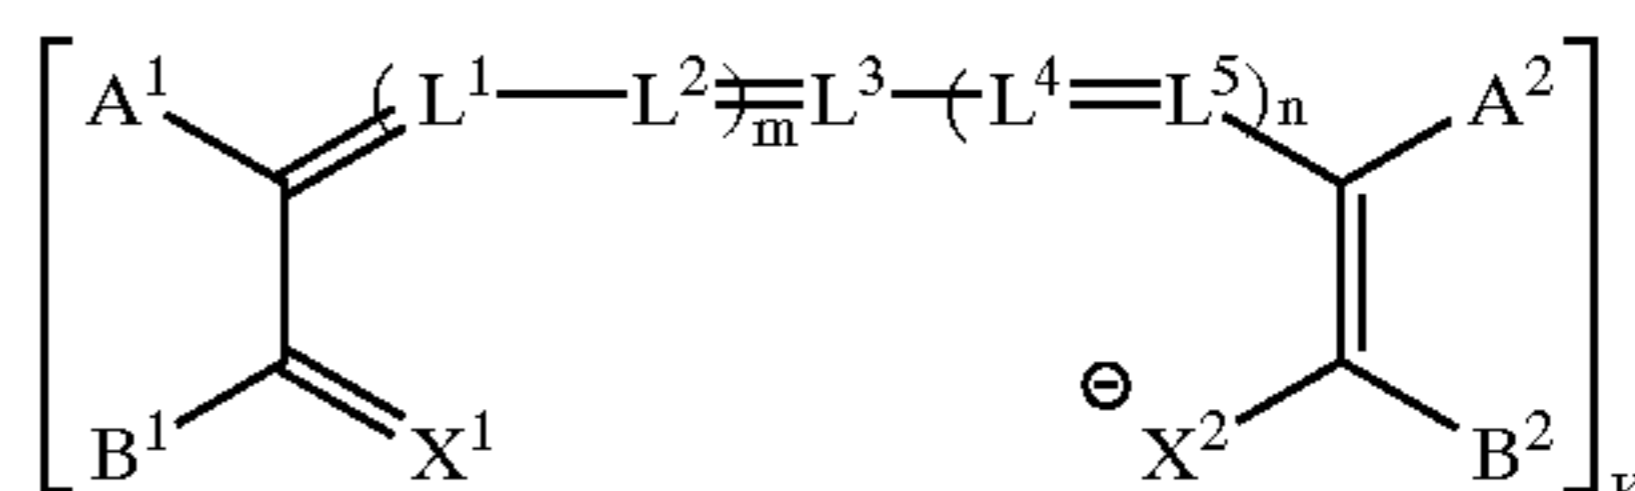 A¹ (L¹—L²)m=L³—(L⁴=L⁵)n A²
B¹ X¹ ⊖ X² B²